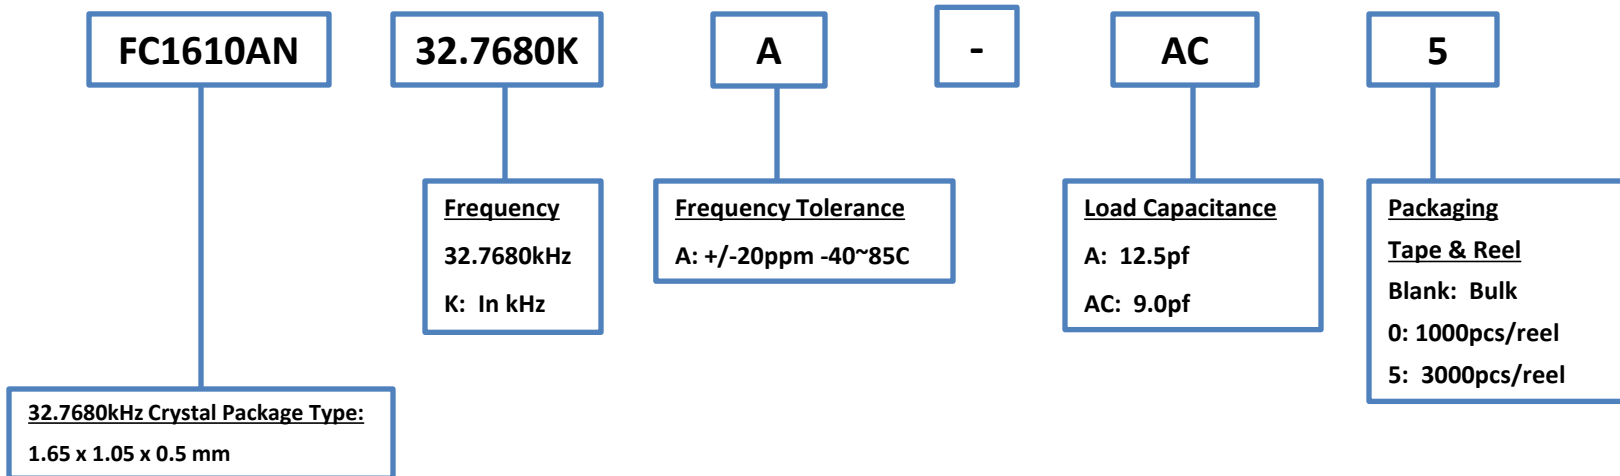 FC1610AN 32.7680K A - AC 5
Frequency
32.7680kHz
K: In kHz
Frequency Tolerance
A: +/-20ppm -40~85C
Load Capacitance
A: 12.5pf
AC: 9.0pf
Packaging
Tape & Reel
Blank: Bulk
0: 1000pcs/reel
5: 3000pcs/reel
32.7680kHz Crystal Package Type:
1.65 x 1.05 x 0.5 mm